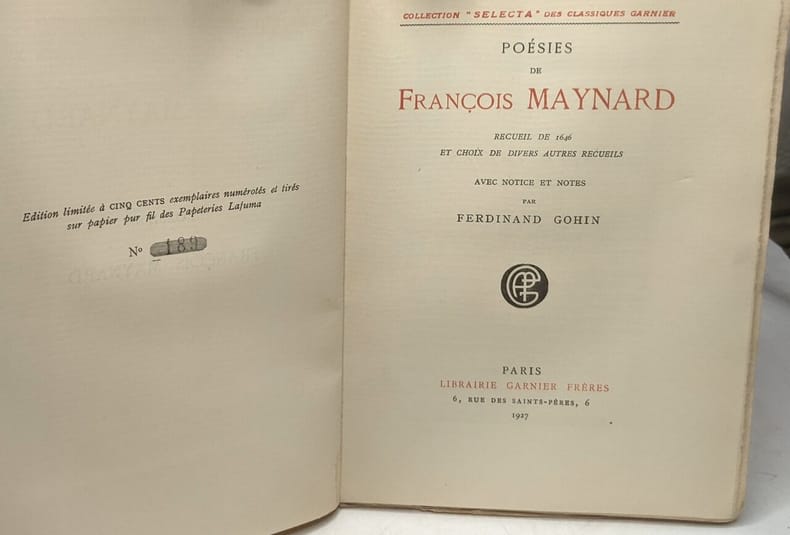 Edition limitée à CINQ CENTS exemplaires numérotés et tirés
sur papier pur fil des Papeteries Lafuma
Nº 189
COLLECTION "SELECTA" DES CLASSIQUES GARNIER
POÉSIES
DE
FRANÇOIS MAYNARD
RECUEIL DE 1646
ET CHOIX DE DIVERS AUTRES RECUEILS
AVEC NOTICE ET NOTES
PAR
FERDINAND GOHIN
PARIS
LIBRAIRIE GARNIER FRÈRES
6, RUE DES SAINTS-PÈRES, 6
1927